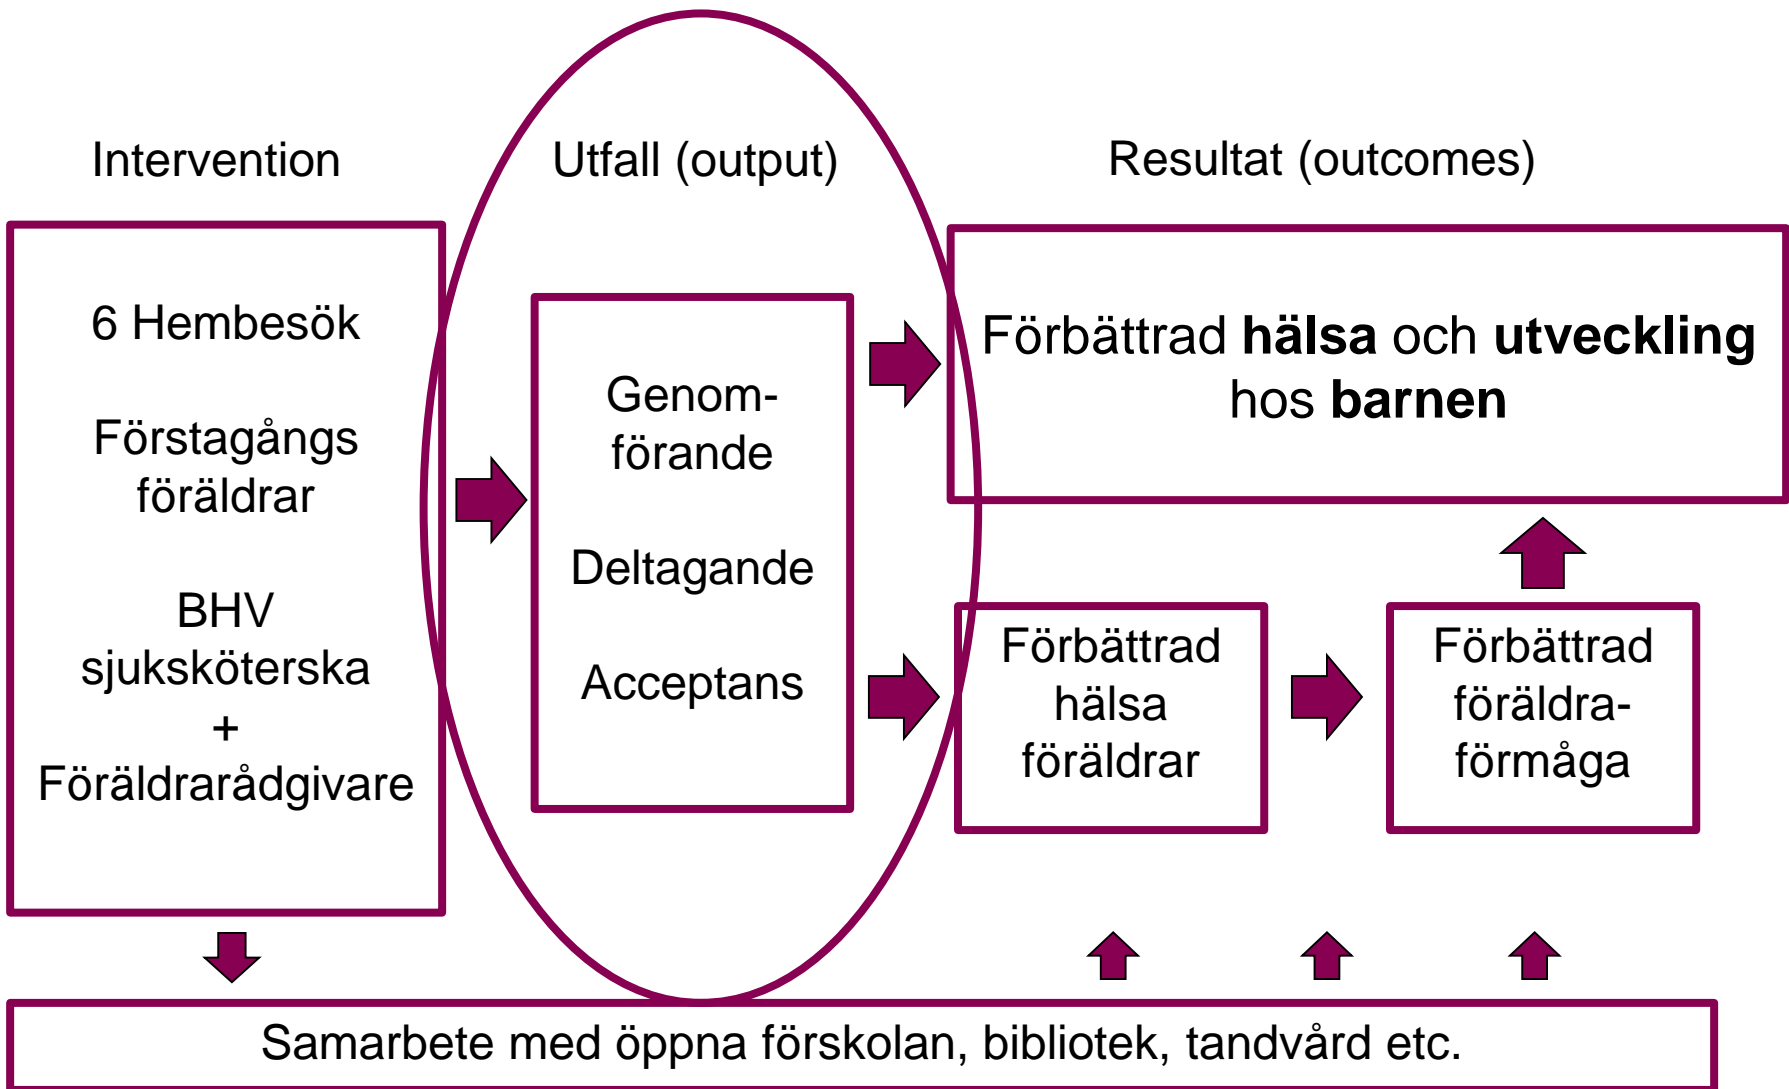 Intervention
Utfall (output)
Resultat (outcomes)
6 Hembesök
Förstagångs
föräldrar
BHV
sjuksköterska
+
Föräldrarådgivare
Genom-
förande
Deltagande
Acceptans
Förbättrad hälsa och utveckling
hos barnen
Förbättrad
hälsa
föräldrar
Förbättrad
föräldra-
förmåga
Samarbete med öppna förskolan, bibliotek, tandvård etc.